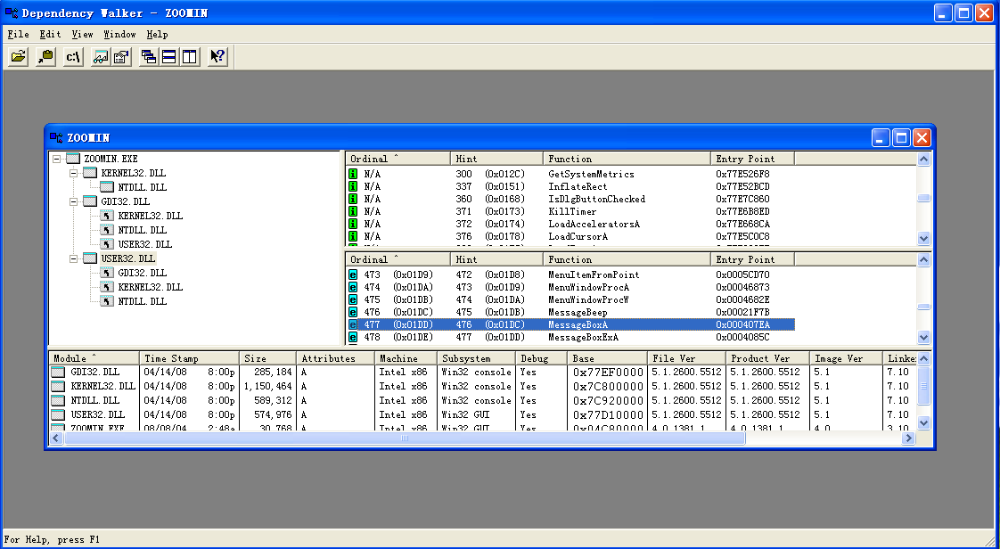 Dependency Walker - ZOOMIN
File Edit View Window Help
c:\
ZOOMIN
ZOOMIN.EXE
KERNEL32.DLL
NTDLL.DLL
GDI32.DLL
KERNEL32.DLL
NTDLL.DLL
USER32.DLL
USER32.DLL
GDI32.DLL
KERNEL32.DLL
NTDLL.DLL
Ordinal ^ Hint Function Entry Point
N/A 300 (0x012C) GetSystemMetrics 0x77E526F8
N/A 337 (0x0151) InflateRect 0x77E52BCD
N/A 360 (0x0168) IsDlgButtonChecked 0x77E7C860
N/A 371 (0x0173) KillTimer 0x77E6B8ED
N/A 372 (0x0174) LoadAcceleratorsA 0x77E668CA
N/A 376 (0x0178) LoadCursorA 0x77E5C0C8
Ordinal ^ Hint Function Entry Point
473 (0x01D9) 472 (0x01D8) MenuItemFromPoint 0x0005CD70
474 (0x01DA) 473 (0x01D9) MenuWindowProcA 0x00046873
475 (0x01DB) 474 (0x01DA) MenuWindowProcW 0x0004682E
476 (0x01DC) 475 (0x01DB) MessageBeep 0x00021F7B
477 (0x01DD) 476 (0x01DC) MessageBoxA 0x000407EA
478 (0x01DE) 477 (0x01DD) MessageBoxExA 0x0004085C
Module ^ Time Stamp Size Attributes Machine Subsystem Debug Base File Ver Product Ver Image Ver Linke
GDI32.DLL 04/14/08 8:00p 285,184 A Intel x86 Win32 console Yes 0x77EF0000 5.1.2600.5512 5.1.2600.5512 5.1 7.10
KERNEL32.DLL 04/14/08 8:00p 1,150,464 A Intel x86 Win32 console Yes 0x7C800000 5.1.2600.5512 5.1.2600.5512 5.1 7.10
NTDLL.DLL 04/14/08 8:00p 589,312 A Intel x86 Win32 console Yes 0x7C920000 5.1.2600.5512 5.1.2600.5512 5.1 7.10
USER32.DLL 04/14/08 8:00p 574,976 A Intel x86 Win32 GUI Yes 0x77D10000 5.1.2600.5512 5.1.2600.5512 5.1 7.10
ZOOMIN.EXE 08/08/04 2:48a 30,768 A Intel x86 Win32 GUI Yes 0x04C80000 4.0.1381.1 4.0.1381.1 4.0 3.10
For Help, press F1